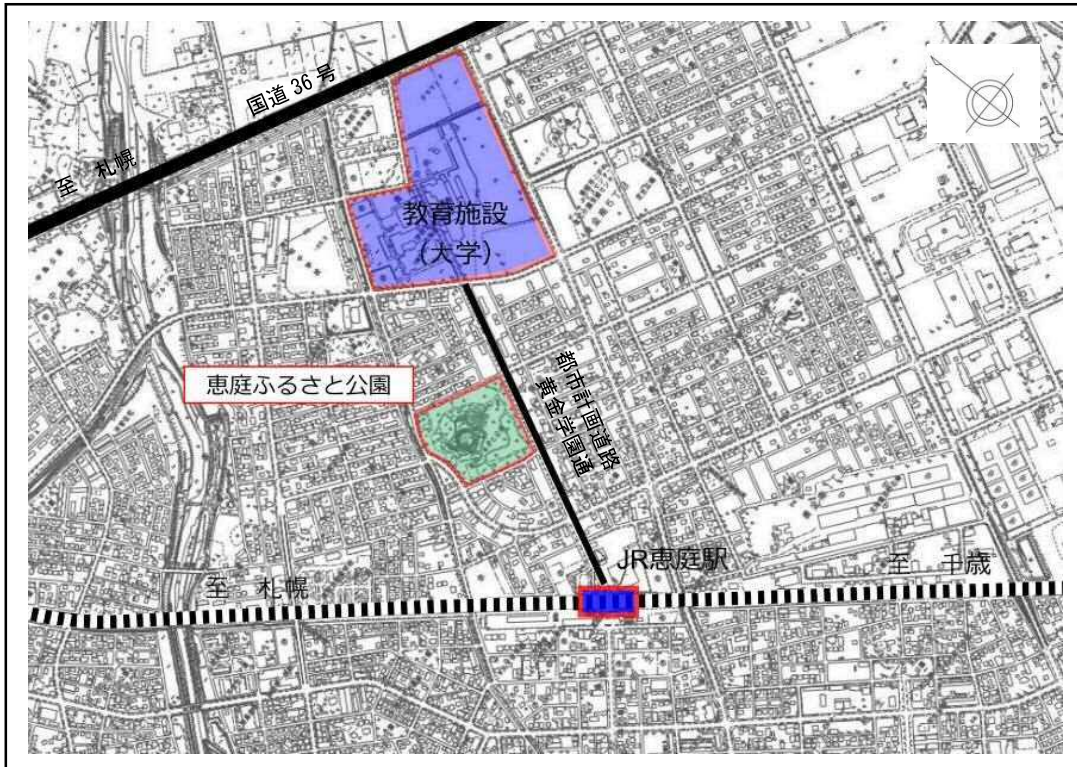 国道36号
至 札幌
教育施設
(大学)
恵庭ふるさと公園
都市計画道路
黄金学園通
JR恵庭駅
至 札幌
至 千歳